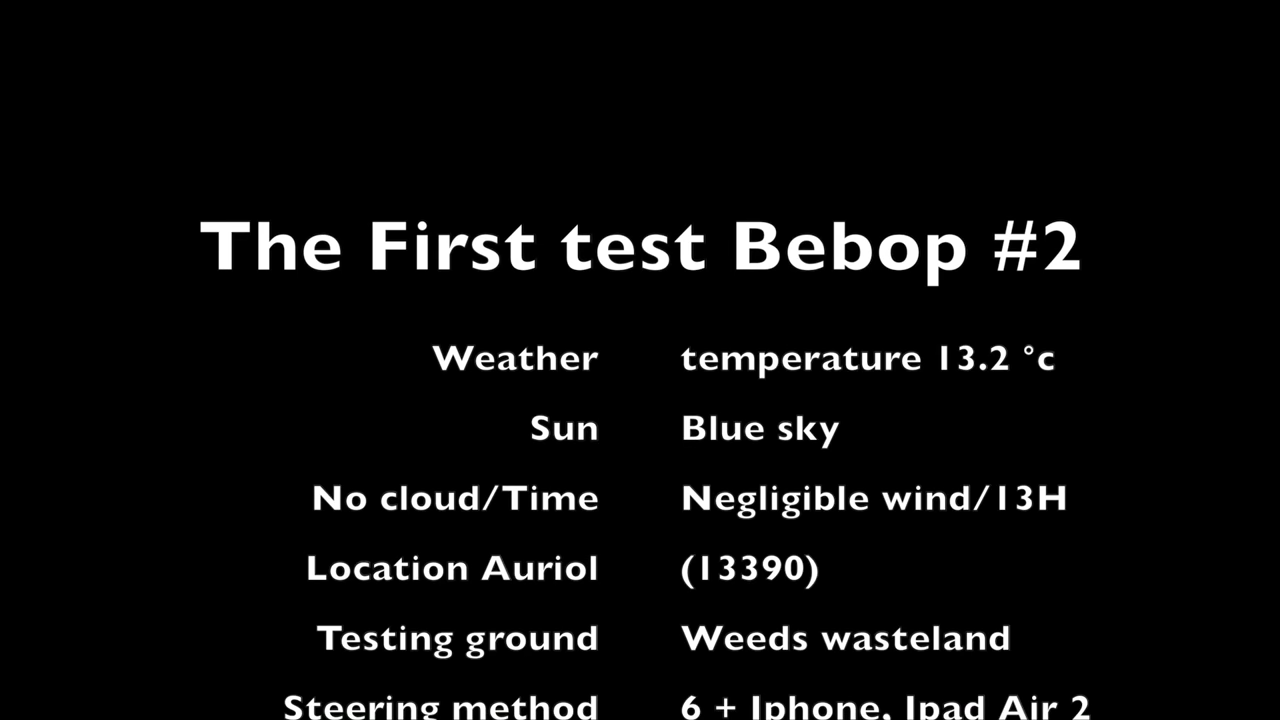 The First test Bebop #2
Weather temperature 13.2 °c
Sun Blue sky
No cloud/Time Negligible wind/13H
Location Auriol (13390)
Testing ground Weeds wasteland
Steering method 6 + Iphone, Ipad Air 2